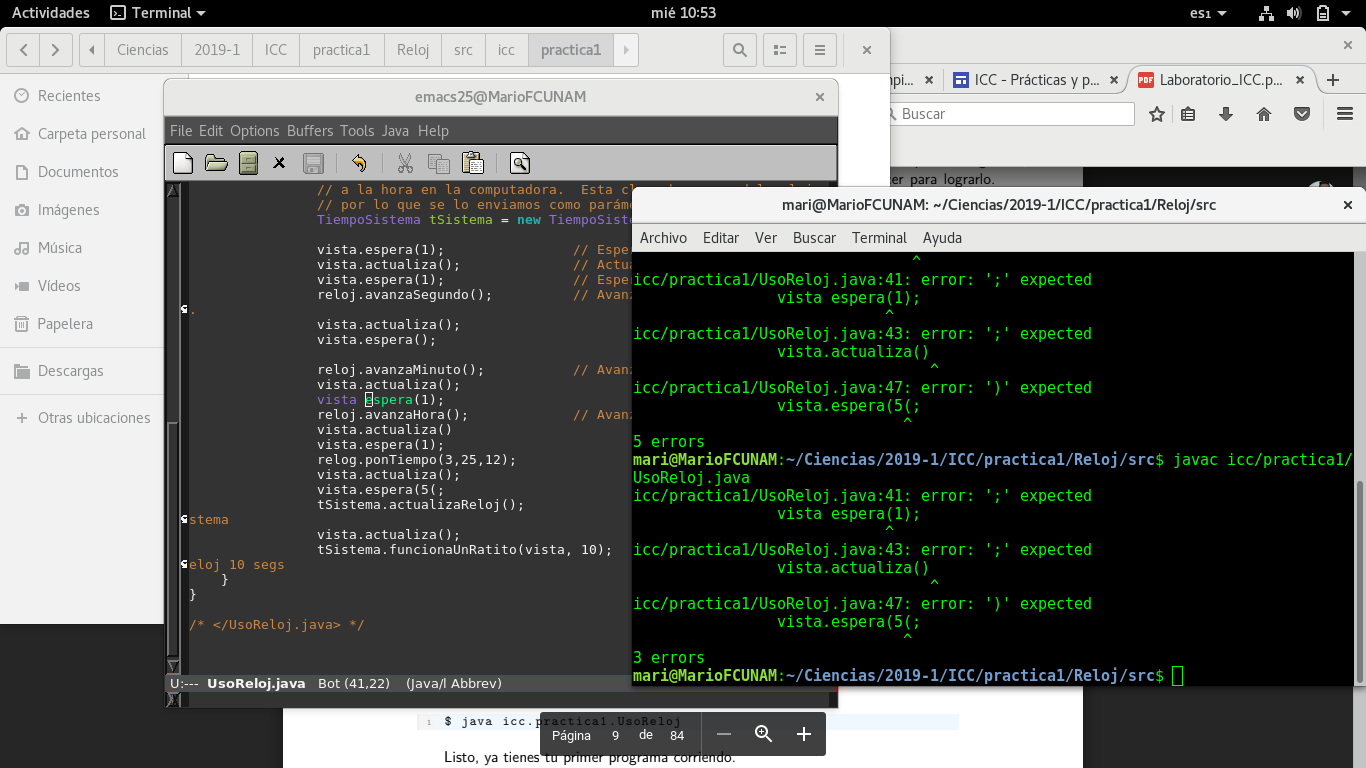 Actividades
Terminal
mié 10:53
es1
Ciencias
2019-1
ICC
practica1
Reloj
src
icc
practica1
Recientes
Carpeta personal
Documentos
Imágenes
Música
Vídeos
Papelera
Descargas
Otras ubicaciones
ICC - Prácticas y p...
Laboratorio_ICC.p...
Buscar
para lograrlo.
emacs25@MarioFCUNAM
File Edit Options Buffers Tools Java Help
// a la hora en la computadora. Esta
// por lo que se lo enviamos como parám
TiempoSistema tSistema = new TiempoSist
vista.espera(1); // Espe
vista.actualiza(); // Actu
vista.espera(1); // Espe
reloj.avanzaSegundo(); // Avan
.
vista.actualiza();
vista.espera();
reloj.avanzaMinuto(); // Avan
vista.actualiza();
vista espera(1);
reloj.avanzaHora(); // Avan
vista.actualiza()
vista.espera(1);
relog.ponTiempo(3,25,12);
vista.actualiza();
vista.espera(5(;
tSistema.actualizaReloj();
stema
vista.actualiza();
tSistema.funcionaUnRatito(vista, 10);
eloj 10 segs
}
}
/* </UsoReloj.java> */
U:--- UsoReloj.java Bot (41,22) (Java/l Abbrev)
mari@MarioFCUNAM: ~/Ciencias/2019-1/ICC/practica1/Reloj/src
Archivo Editar Ver Buscar Terminal Ayuda
^
icc/practica1/UsoReloj.java:41: error: ';' expected
vista espera(1);
^
icc/practica1/UsoReloj.java:43: error: ';' expected
vista.actualiza()
^
icc/practica1/UsoReloj.java:47: error: ')' expected
vista.espera(5(;
^
5 errors
mari@MarioFCUNAM:~/Ciencias/2019-1/ICC/practica1/Reloj/src$ javac icc/practica1/
UsoReloj.java
icc/practica1/UsoReloj.java:41: error: ';' expected
vista espera(1);
^
icc/practica1/UsoReloj.java:43: error: ';' expected
vista.actualiza()
^
icc/practica1/UsoReloj.java:47: error: ')' expected
vista.espera(5(;
^
3 errors
mari@MarioFCUNAM:~/Ciencias/2019-1/ICC/practica1/Reloj/src$
1 $ java icc.practica1.UsoReloj
Página 9 de 84
Listo, ya tienes tu primer programa corriendo.